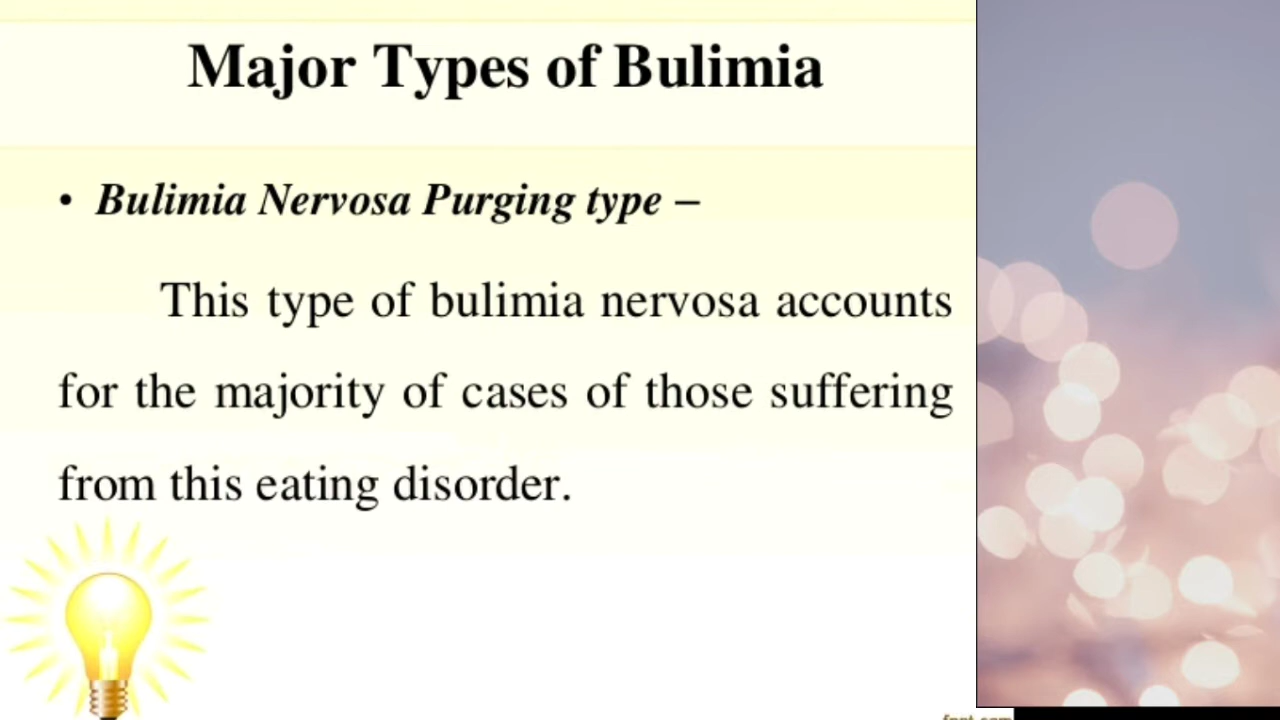 Major Types of Bulimia
• Bulimia Nervosa Purging type –
This type of bulimia nervosa accounts
for the majority of cases of those suffering
from this eating disorder.